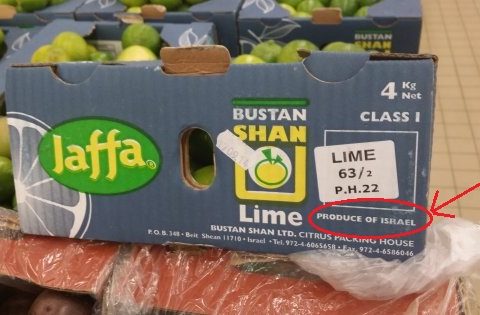 BUSTAN
SHAN
4 Kg
Net
CLASS I
Jaffa
BUSTAN
SHAN
LIME
63/2
P.H.22
Lime
PRODUCE OF ISRAEL
BUSTAN SHAN LTD. CITRUS PACKING HOUSE
P.O.B. 348 • Beit Shean 11710 • Israel • Tel. 972-4-6065658 • Fax. 972-4-6586046